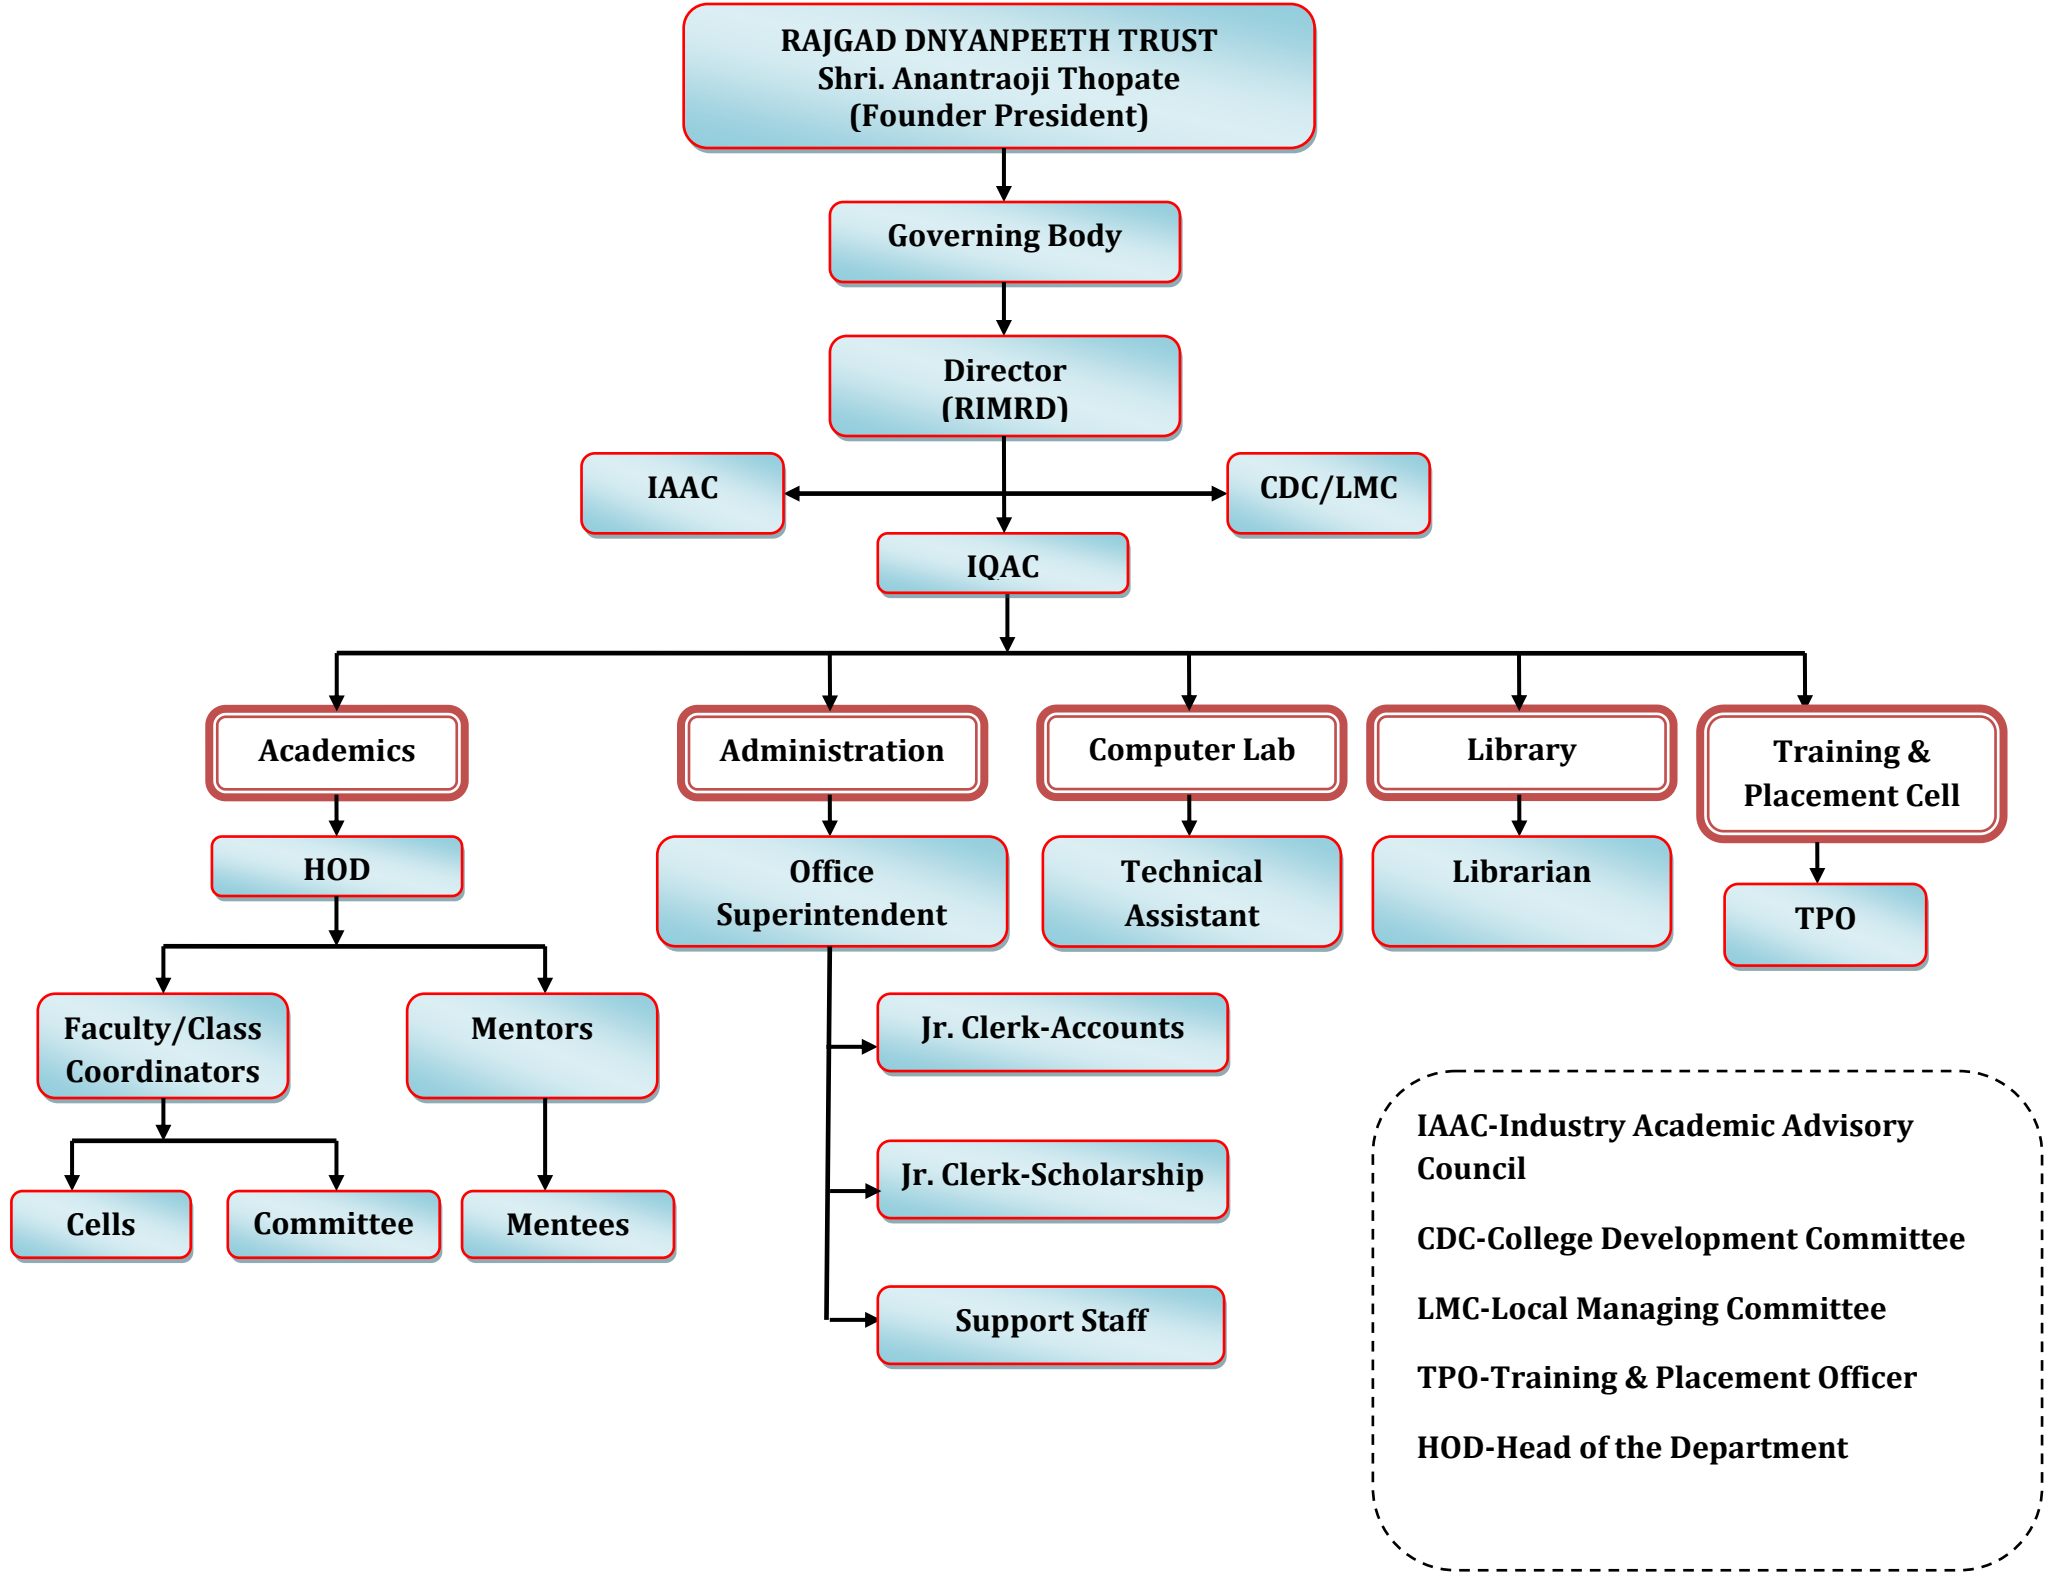 RAJGAD DNYANPEETH TRUST
Shri. Anantraoji Thopate
(Founder President)
Governing Body
Director
(RIMRD)
IAAC
CDC/LMC
IQAC
Academics
Administration
Computer Lab
Library
Training &
Placement Cell
HOD
Office
Superintendent
Technical
Assistant
Librarian
TPO
Faculty/Class
Coordinators
Mentors
Jr. Clerk-Accounts
Cells
Committee
Mentees
Jr. Clerk-Scholarship
Support Staff
IAAC-Industry Academic Advisory
Council
CDC-College Development Committee
LMC-Local Managing Committee
TPO-Training & Placement Officer
HOD-Head of the Department